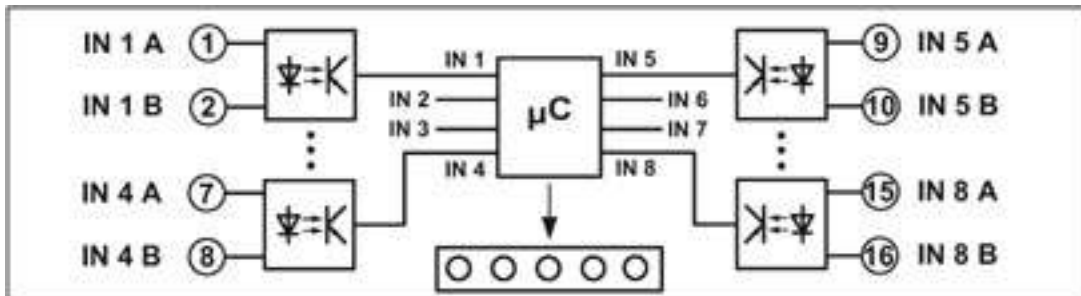 IN 1 A 1
IN 1 B 2
IN 4 A 7
IN 4 B 8
IN 1
IN 2
IN 3
IN 4
µC
IN 5
IN 6
IN 7
IN 8
9 IN 5 A
10 IN 5 B
15 IN 8 A
16 IN 8 B